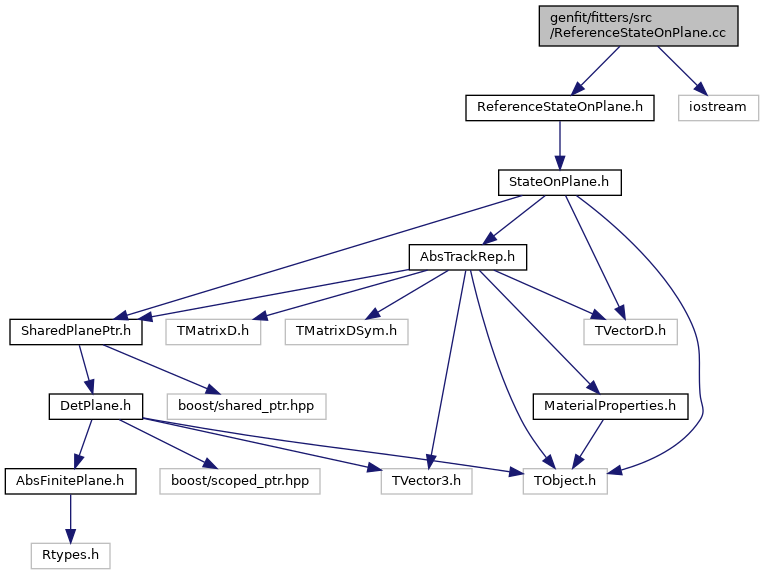 genfit/fitters/src
/ReferenceStateOnPlane.cc
ReferenceStateOnPlane.h
iostream
StateOnPlane.h
AbsTrackRep.h
SharedPlanePtr.h
TMatrixD.h
TMatrixDSym.h
TVectorD.h
DetPlane.h
boost/shared_ptr.hpp
MaterialProperties.h
AbsFinitePlane.h
boost/scoped_ptr.hpp
TVector3.h
TObject.h
Rtypes.h